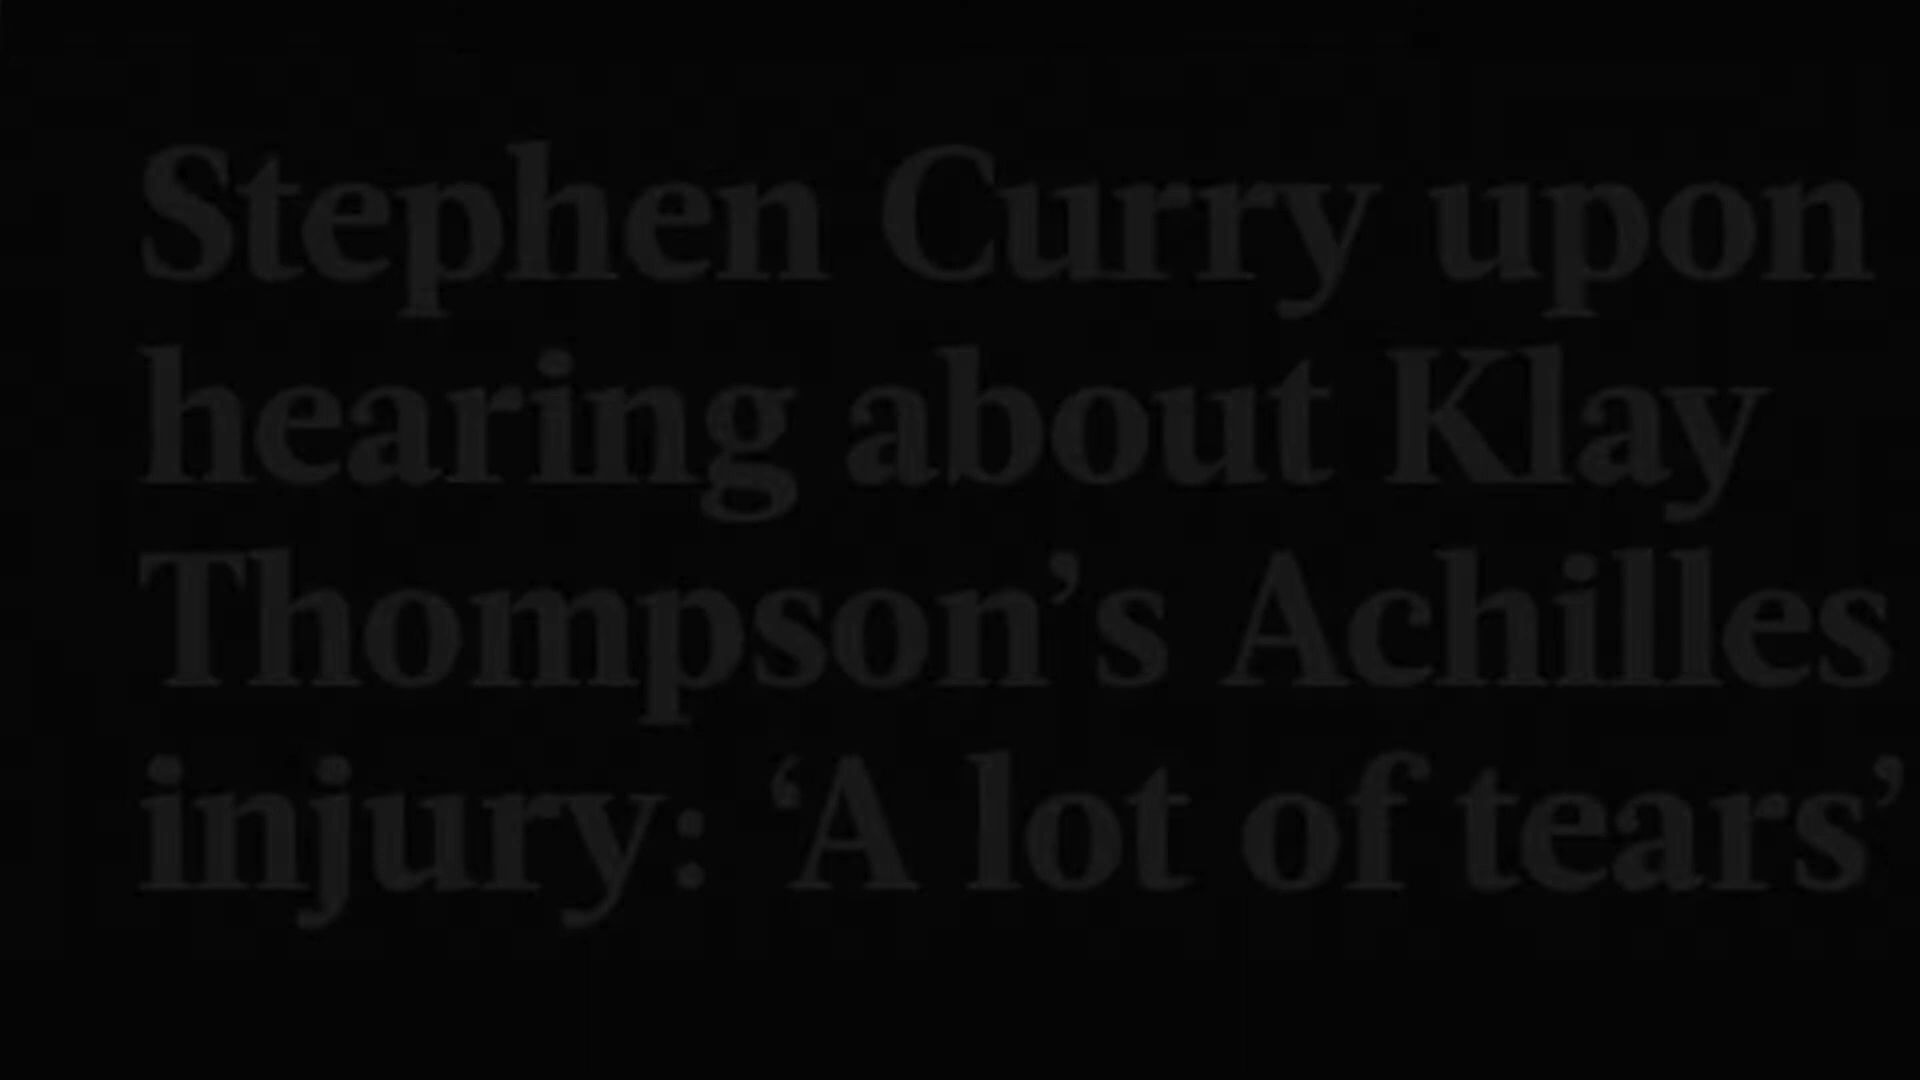 Stephen Curry upon
hearing about Klay
Thompson’s Achilles
injury: ‘A lot of tears’